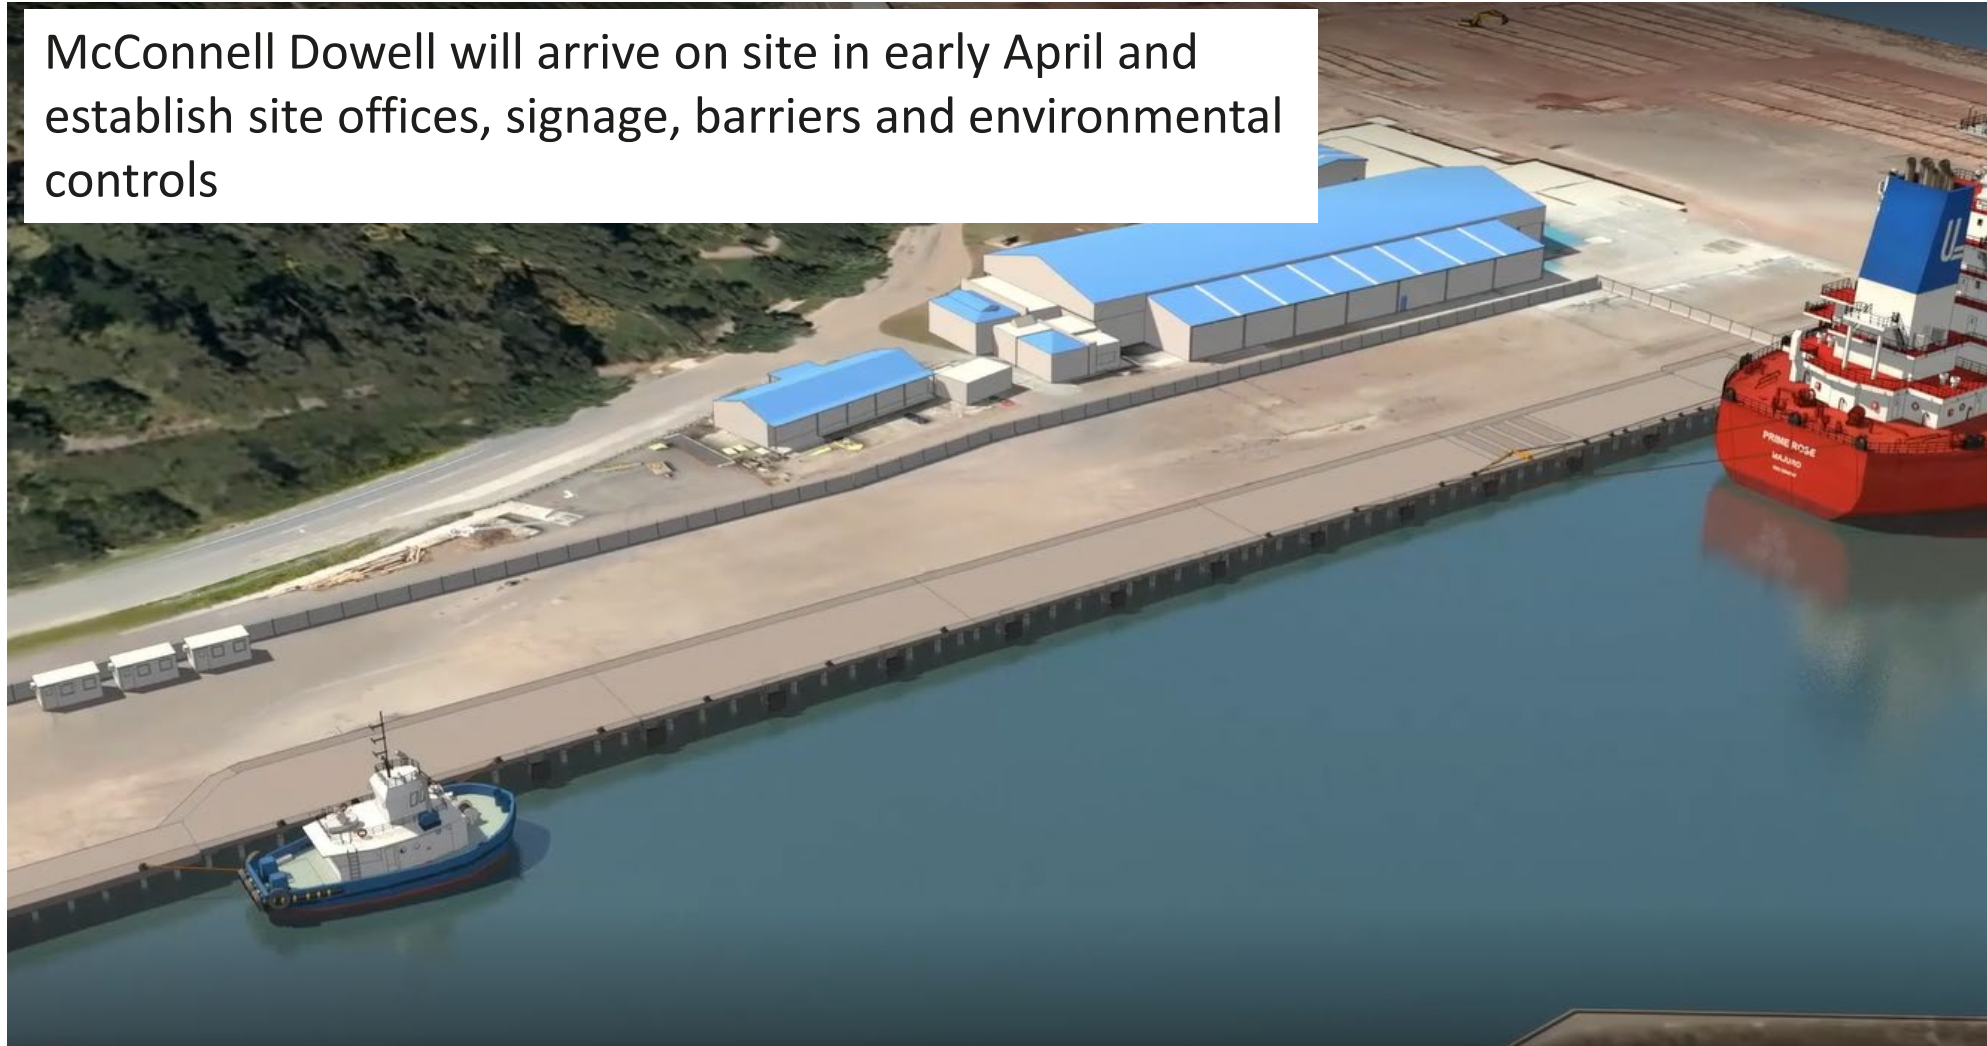 McConnell Dowell will arrive on site in early April and
establish site offices, signage, barriers and environmental
controls
PRIME ROSE
MAJURO